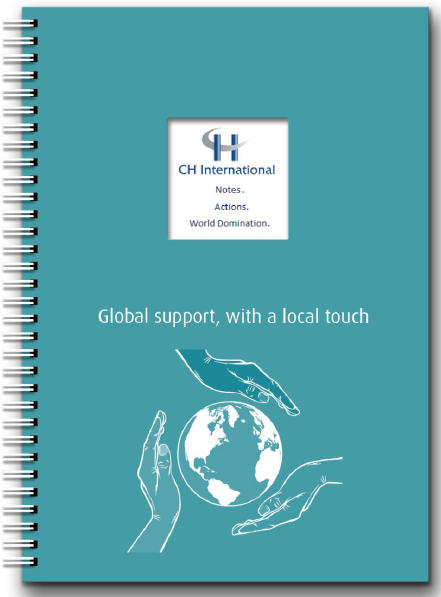 CH International
Notes.
Actions.
World Domination.
Global support, with a local touch